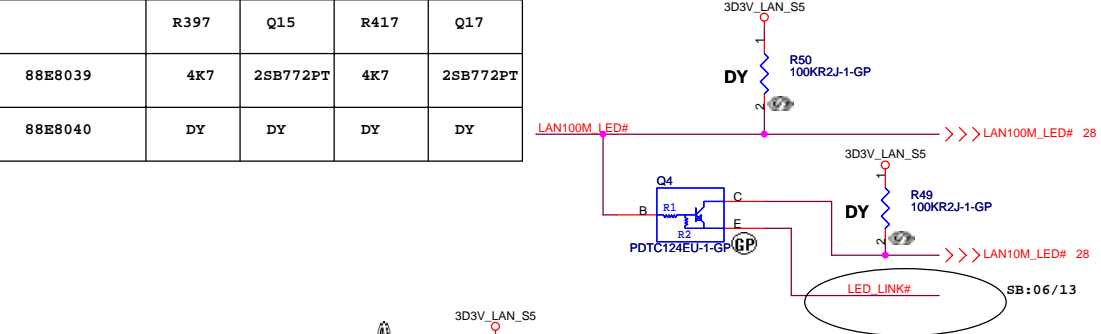 R397 Q15 R417 Q17
88E8039 4K7 2SB772PT 4K7 2SB772PT
88E8040 DY DY DY DY
3D3V_LAN_S5
1
R50
100KR2J-1-GP
DY
2
LAN100M_LED#
LAN100M_LED# 28
3D3V_LAN_S5
1
R49
100KR2J-1-GP
DY
2
Q4
C
B
R1
E
R2
PDTC124EU-1-GP
GP
LAN10M_LED# 28
LED_LINK#
SB:06/13
3D3V_LAN_S5